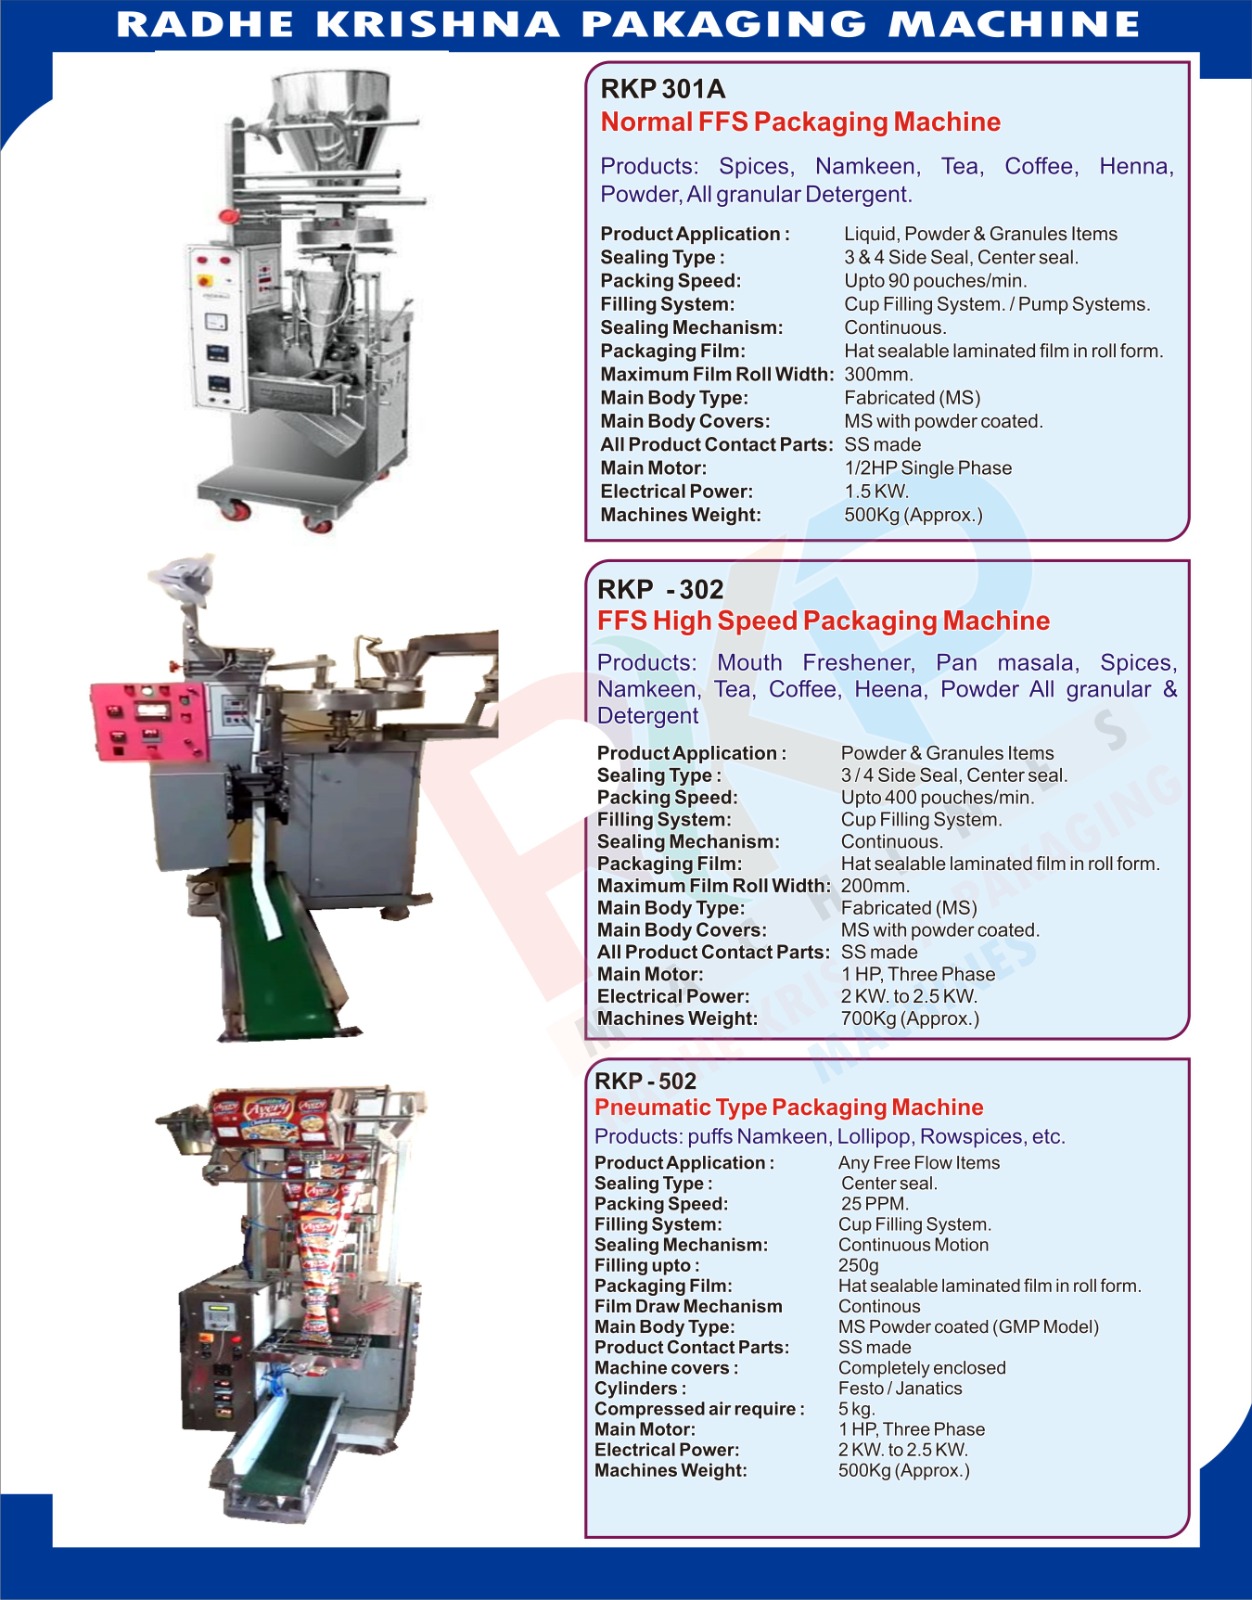 RADHE KRISHNA PAKAGING MACHINE
RKP 301A
Normal FFS Packaging Machine
Products: Spices, Namkeen, Tea, Coffee, Henna,
Powder, All granular Detergent.
Product Application : Liquid, Powder & Granules Items
Sealing Type : 3 & 4 Side Seal, Center seal.
Packing Speed: Upto 90 pouches/min.
Filling System: Cup Filling System. / Pump Systems.
Sealing Mechanism: Continuous.
Packaging Film: Hat sealable laminated film in roll form.
Maximum Film Roll Width: 300mm.
Main Body Type: Fabricated (MS)
Main Body Covers: MS with powder coated.
All Product Contact Parts: SS made
Main Motor: 1/2HP Single Phase
Electrical Power: 1.5 KW.
Machines Weight: 500Kg (Approx.)
RKP - 302
FFS High Speed Packaging Machine
Products: Mouth Freshener, Pan masala, Spices,
Namkeen, Tea, Coffee, Heena, Powder All granular &
Detergent
Product Application : Powder & Granules Items
Sealing Type : 3 / 4 Side Seal, Center seal.
Packing Speed: Upto 400 pouches/min.
Filling System: Cup Filling System.
Sealing Mechanism: Continuous.
Packaging Film: Hat sealable laminated film in roll form.
Maximum Film Roll Width: 200mm.
Main Body Type: Fabricated (MS)
Main Body Covers: MS with powder coated.
All Product Contact Parts: SS made
Main Motor: 1 HP, Three Phase
Electrical Power: 2 KW. to 2.5 KW.
Machines Weight: 700Kg (Approx.)
RKP - 502
Pneumatic Type Packaging Machine
Products: puffs Namkeen, Lollipop, Rowspices, etc.
Product Application : Any Free Flow Items
Sealing Type : Center seal.
Packing Speed: 25 PPM.
Filling System: Cup Filling System.
Sealing Mechanism: Continuous Motion
Filling upto : 250g
Packaging Film: Hat sealable laminated film in roll form.
Film Draw Mechanism Continous
Main Body Type: MS Powder coated (GMP Model)
Product Contact Parts: SS made
Machine covers : Completely enclosed
Cylinders : Festo / Janatics
Compressed air require : 5 kg.
Main Motor: 1 HP, Three Phase
Electrical Power: 2 KW. to 2.5 KW.
Machines Weight: 500Kg (Approx.)
RKP
MACHINES
RADHE KRISHNA PAKAGING
MACHINES
Avery